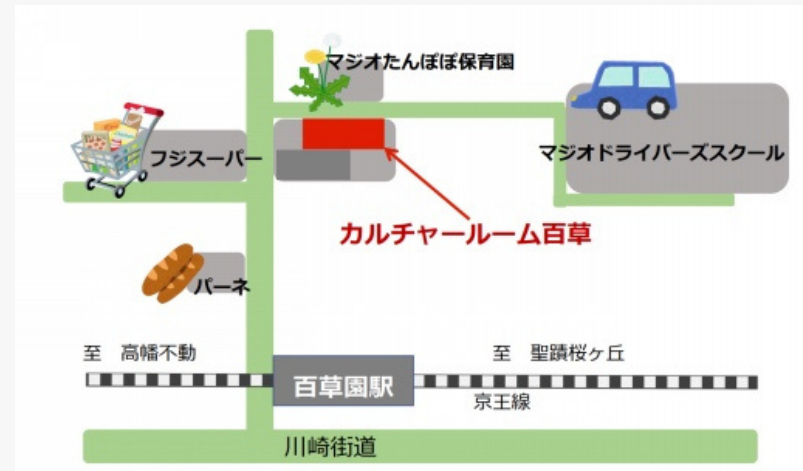 マジオたんぽぽ保育園
フジスーパー
マジオドライバーズスクール
カルチャールーム百草
パーネ
至 高幡不動
至 聖蹟桜ヶ丘
百草園駅
京王線
川崎街道